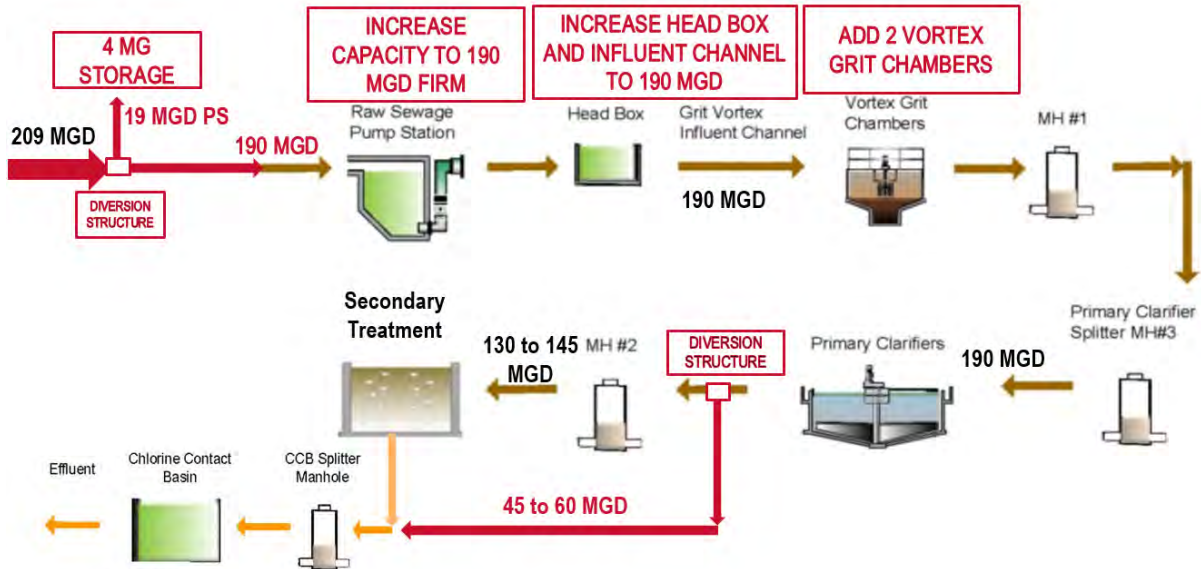 4 MG
STORAGE
INCREASE
CAPACITY TO 190
MGD FIRM
INCREASE HEAD BOX
AND INFLUENT CHANNEL
TO 190 MGD
ADD 2 VORTEX
GRIT CHAMBERS
209 MGD
19 MGD PS
190 MGD
DIVERSION
STRUCTURE
Raw Sewage
Pump Station
Head Box
Grit Vortex
Influent Channel
190 MGD
Vortex Grit
Chambers
MH #1
Primary Clarifier
Splitter MH#3
190 MGD
Primary Clarifiers
DIVERSION
STRUCTURE
MH #2
130 to 145
MGD
Secondary
Treatment
45 to 60 MGD
CCB Splitter
Manhole
Chlorine Contact
Basin
Effluent